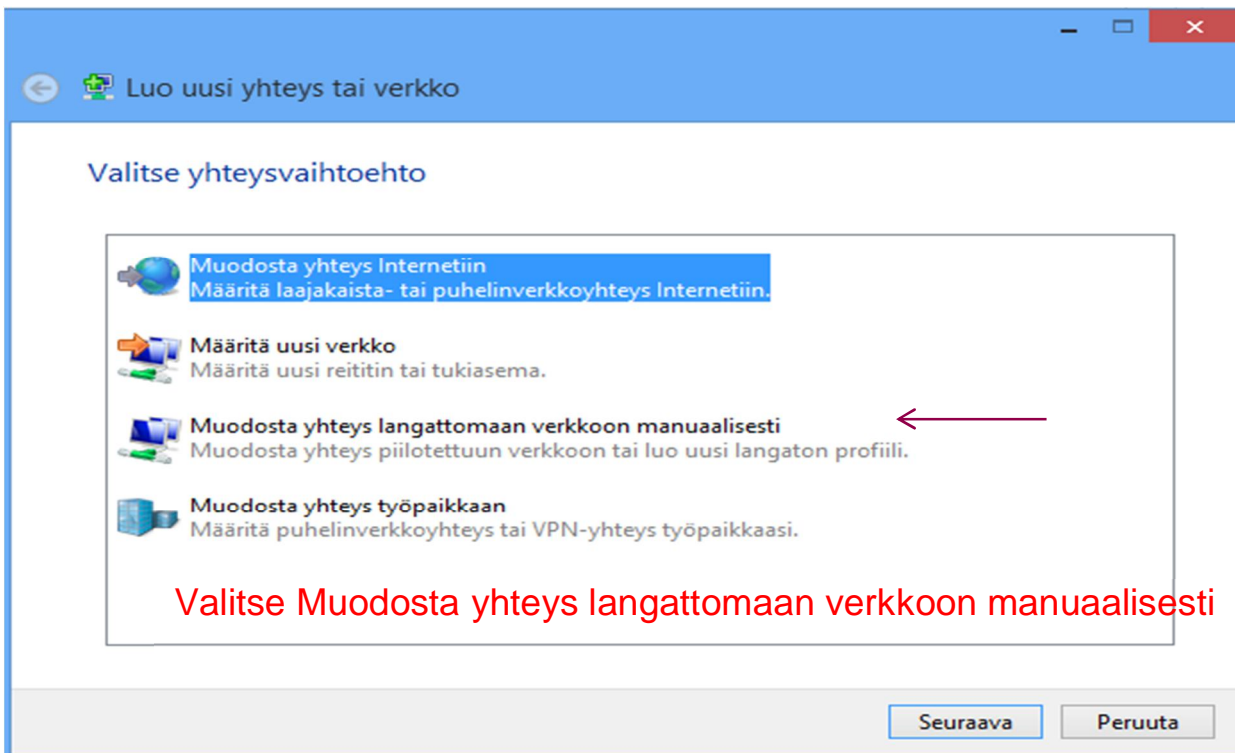 Luo uusi yhteys tai verkko
Valitse yhteysvaihtoehto
Muodosta yhteys Internetiin
Määritä laajakaista- tai puhelinverkkoyhteys Internetiin.
Määritä uusi verkko
Määritä uusi reititin tai tukiasema.
Muodosta yhteys langattomaan verkkoon manuaalisesti
Muodosta yhteys piilotettuun verkkoon tai luo uusi langaton profiili.
Muodosta yhteys työpaikkaan
Määritä puhelinverkkoyhteys tai VPN-yhteys työpaikkaasi.
Valitse Muodosta yhteys langattomaan verkkoon manuaalisesti
Seuraava
Peruuta